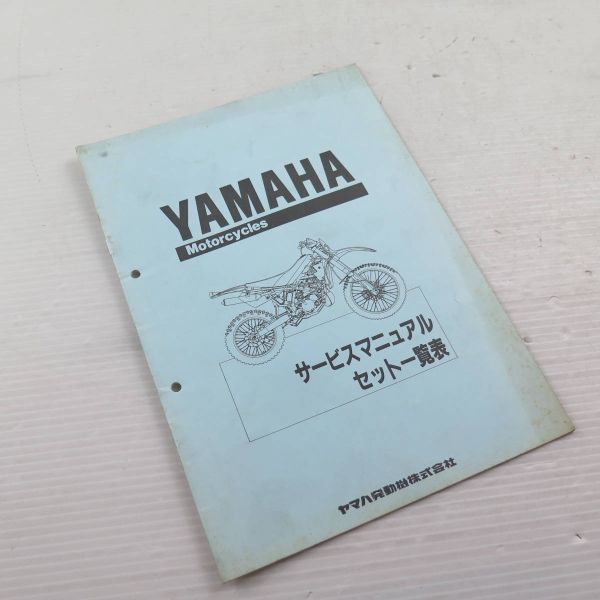 YAMAHA
Motorcycles
サービスマニュアル
セット一覧表
ヤマハ発動機株式会社